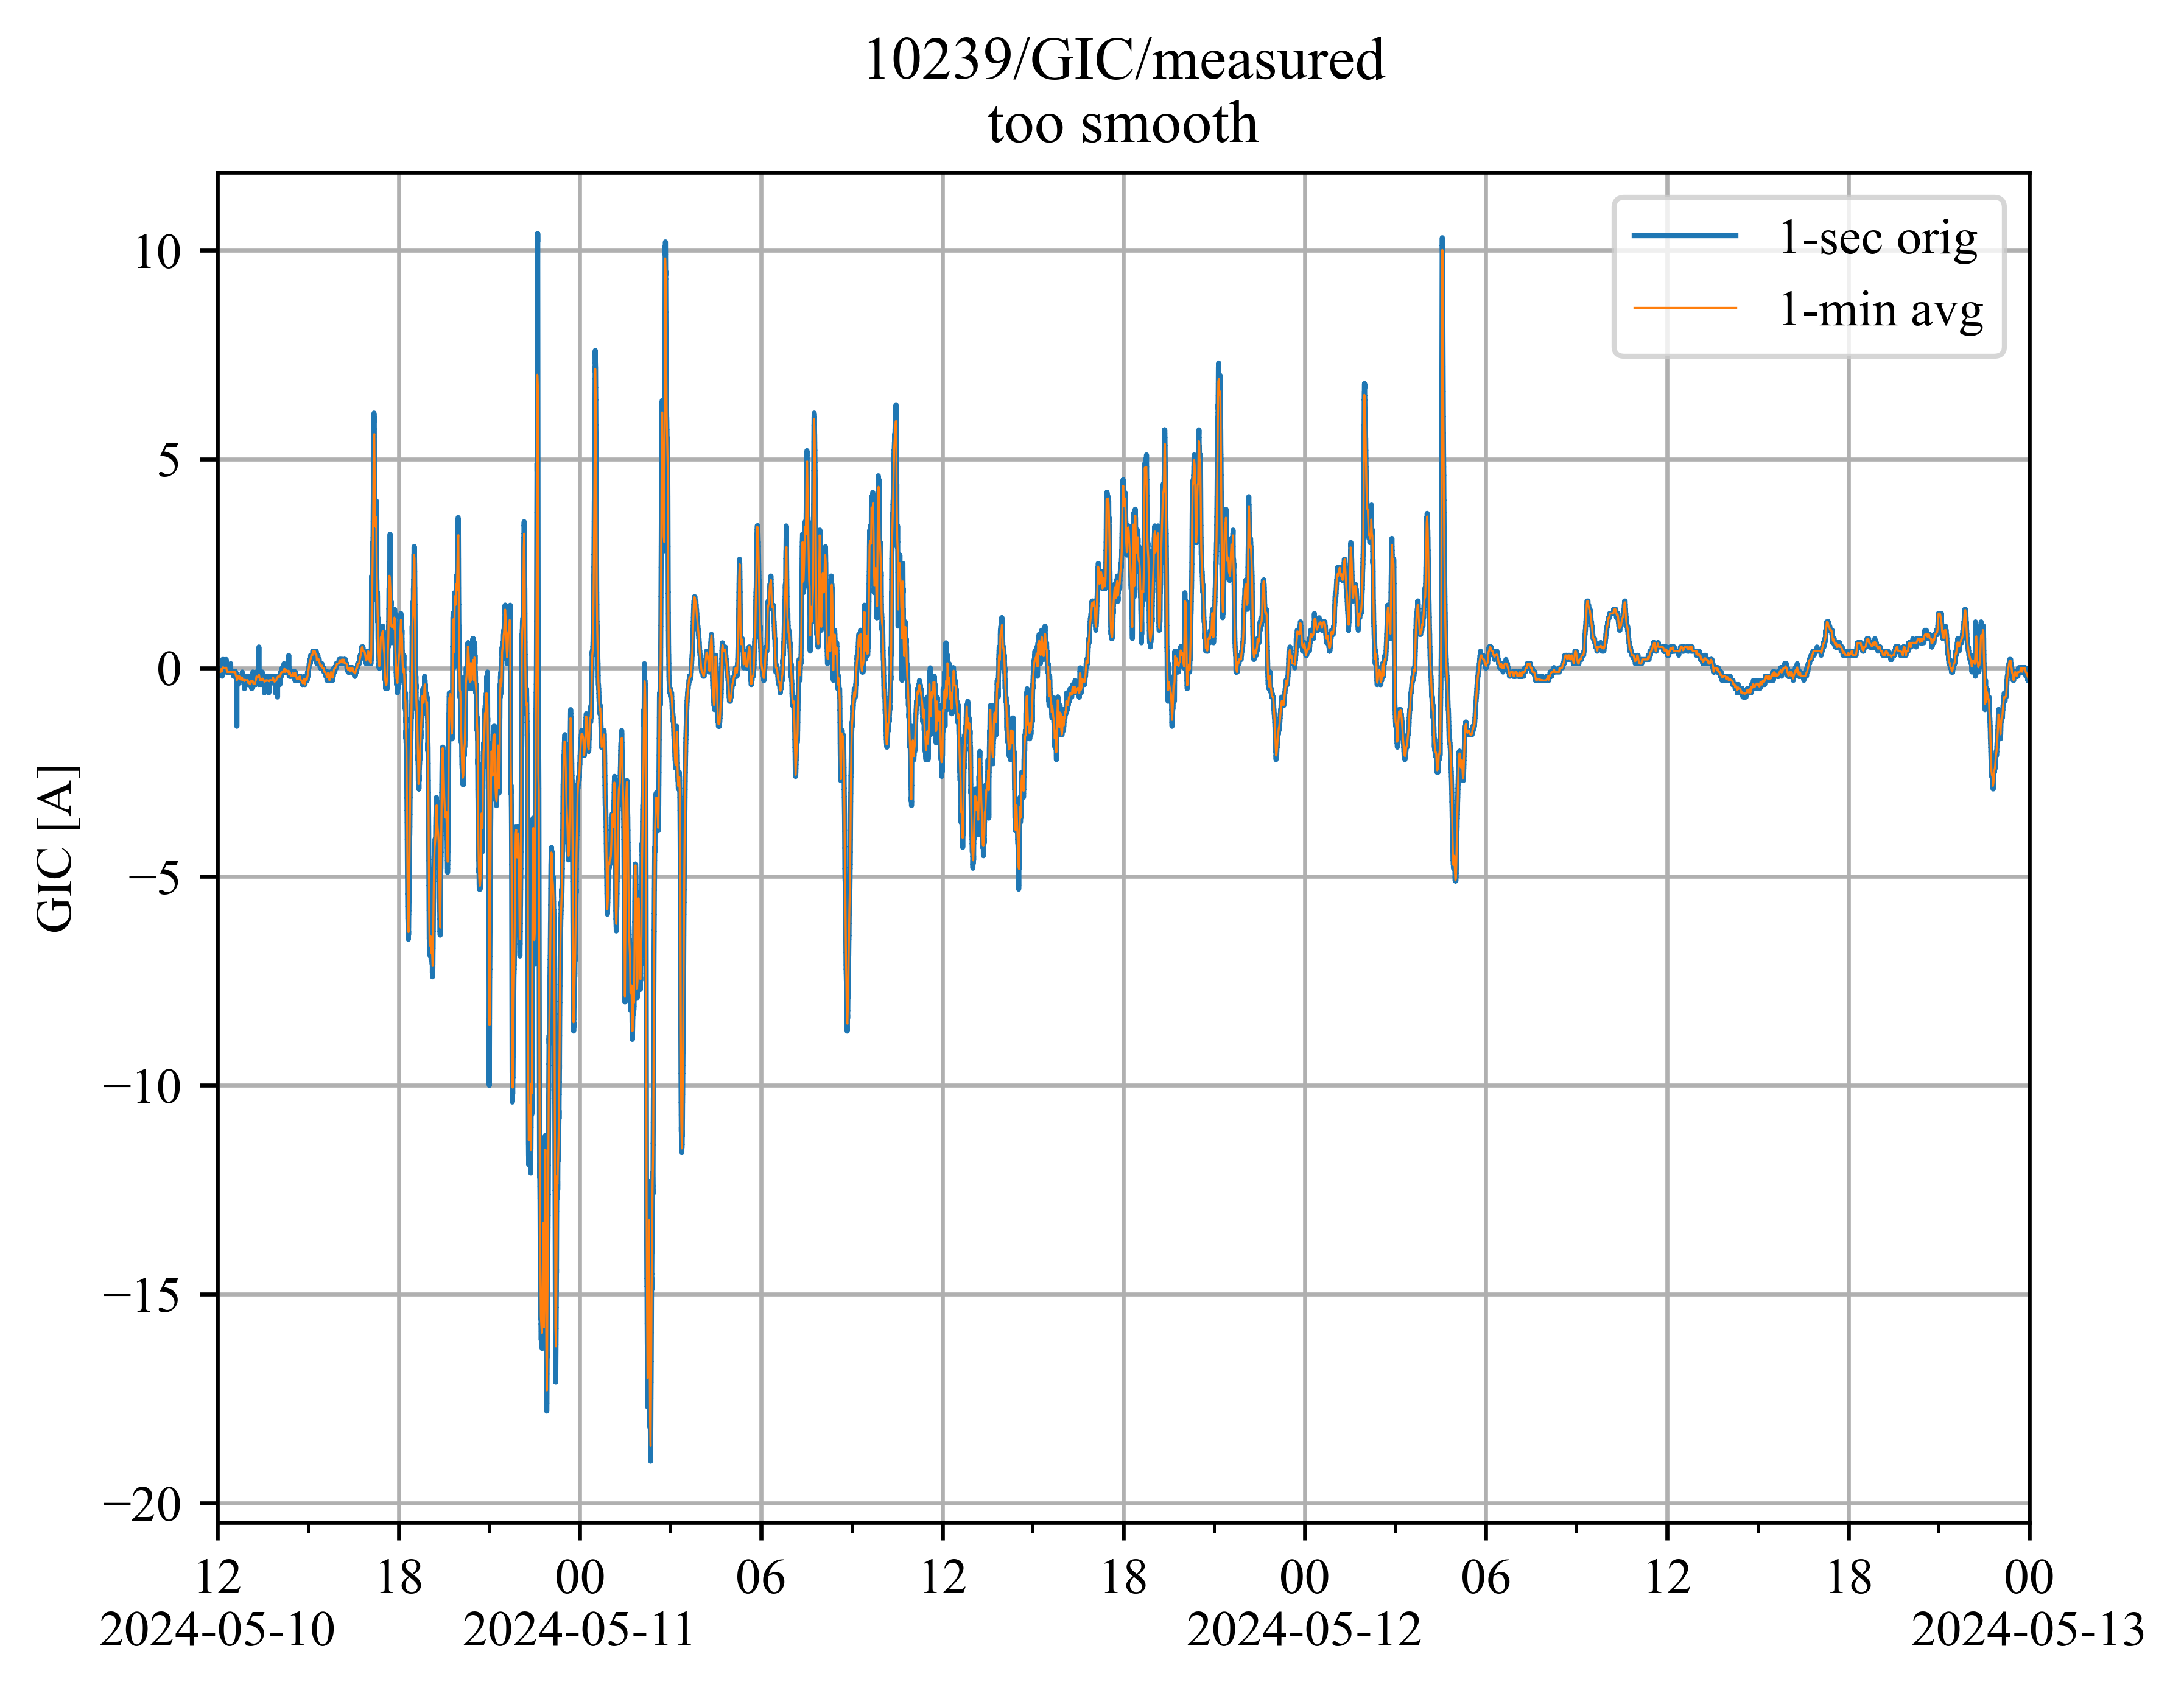 10239/GIC/measured
too smooth
1-sec orig
1-min avg
GIC [A]
10
5
0
−5
−10
−15
−20
12 18 00 06 12 18 00 06 12 18 00
2024-05-10 2024-05-11 2024-05-12 2024-05-13